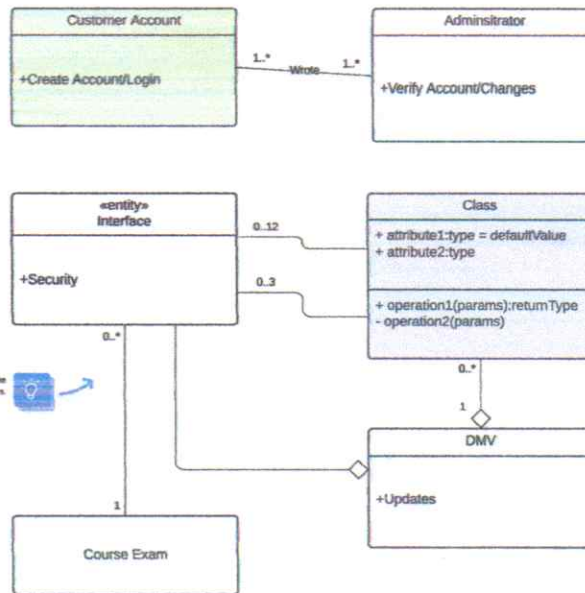 Customer Account
+Create Account/Login
1..*
Wrote
1..*
Adminsitrator
+Verify Account/Changes
«entity»
Interface
+Security
0..12
0..3
Class
+ attribute1:type = defaultValue
+ attribute2:type
+ operation1(params):returnType
- operation2(params)
0..*
0..*
1
DMV
+Updates
1
Course Exam